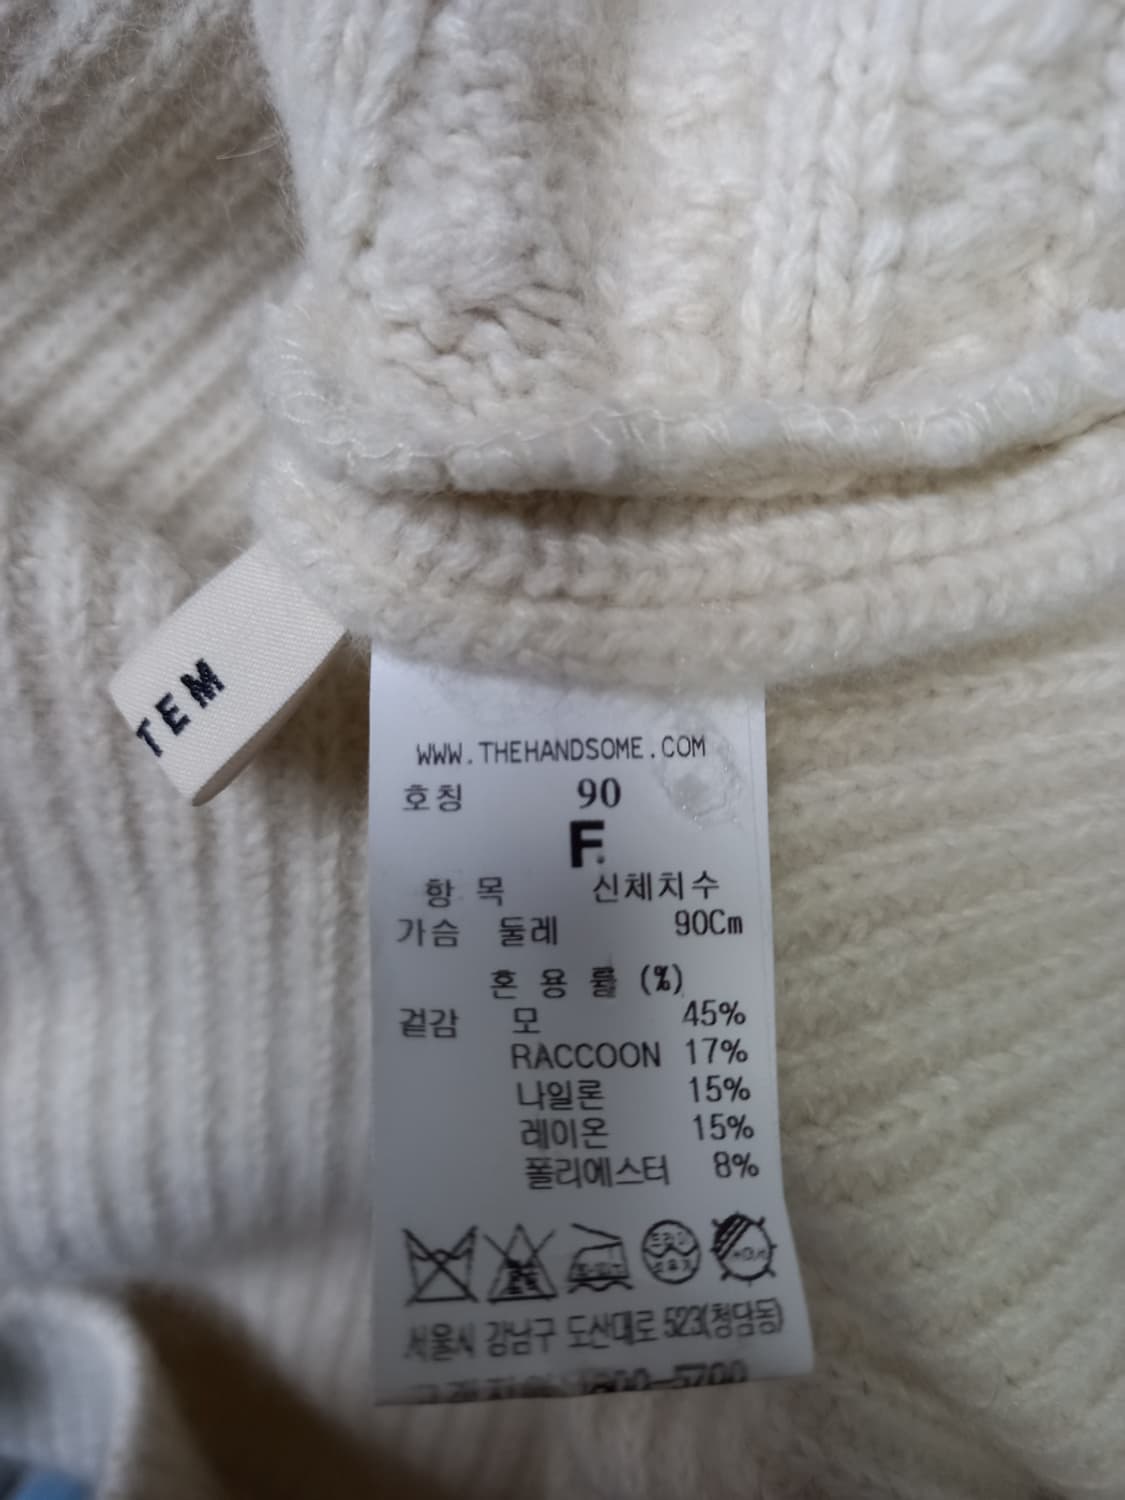 TEM
WWW.THEHANDSOME.COM
호칭 90
F
항 목 신체치수
가슴 둘레 90Cm
혼 용 률 (%)
겉감 모 45%
RACCOON 17%
나일론 15%
레이온 15%
폴리에스터 8%
서울시 강남구 도산대로 523(청담동)